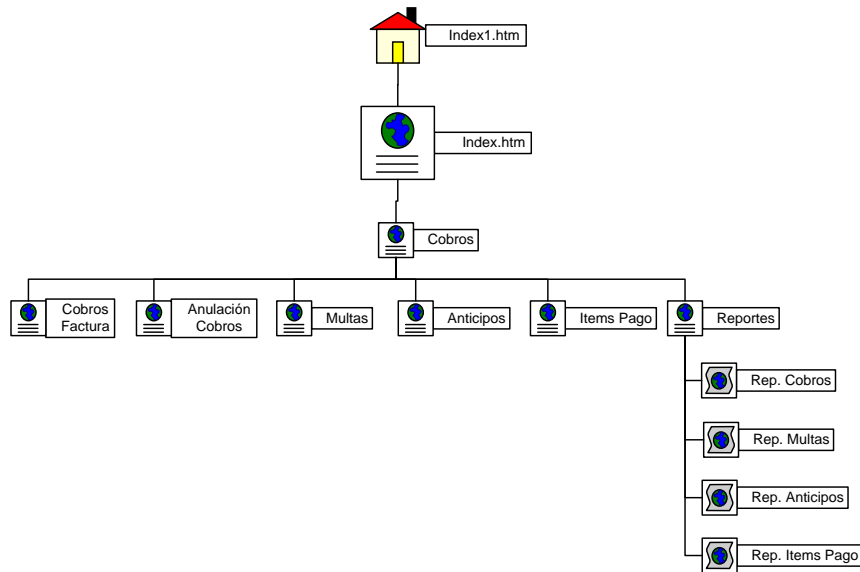 Index1.htm
Index.htm
Cobros
Cobros
Factura
Anulación
Cobros
Multas
Anticipos
Items Pago
Reportes
Rep. Cobros
Rep. Multas
Rep. Anticipos
Rep. Items Pago